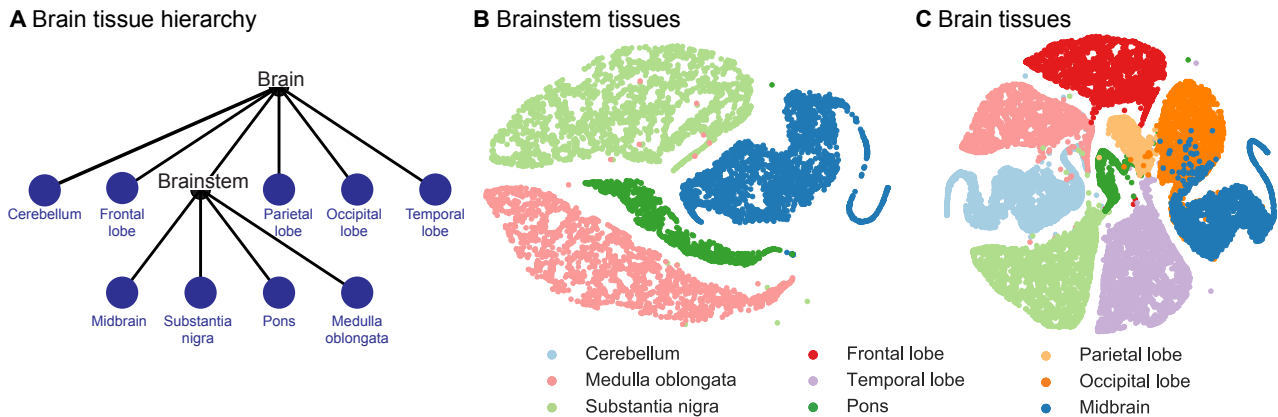 A Brain tissue hierarchy
B Brainstem tissues
C Brain tissues
Brain
Brainstem
Cerebellum
Frontal
lobe
Parietal
lobe
Occipital
lobe
Temporal
lobe
Midbrain
Substantia
nigra
Pons
Medulla
oblongata
Cerebellum
Medulla oblongata
Substantia nigra
Frontal lobe
Temporal lobe
Pons
Parietal lobe
Occipital lobe
Midbrain